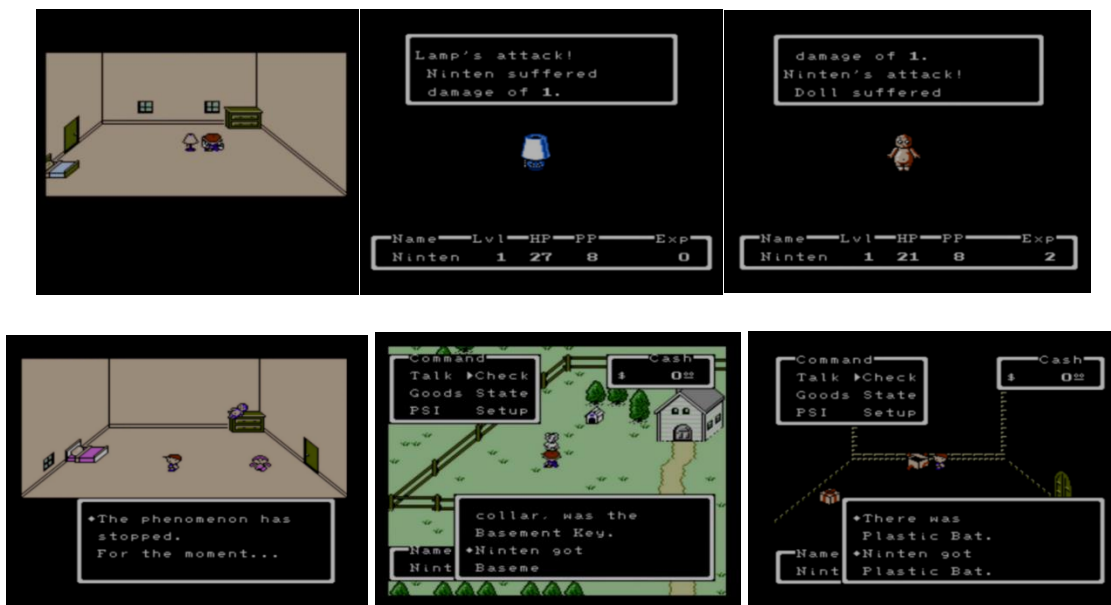 Lamp's attack!
Ninten suffered
damage of 1.
Name Lvl HP PP Exp
Ninten 1 27 8 0
damage of 1.
Ninten's attack!
Doll suffered
Name Lvl HP PP Exp
Ninten 1 21 8 2
The phenomenon has
stopped.
For the moment...
Command
Talk Check
Goods State
PSI Setup
Cash
$ 0.00
collar, was the
Basement Key.
Ninten got
Baseme
Name
Nint
Command
Talk Check
Goods State
PSI Setup
Cash
$ 0.00
There was
Plastic Bat.
Ninten got
Plastic Bat.
Name
Nint